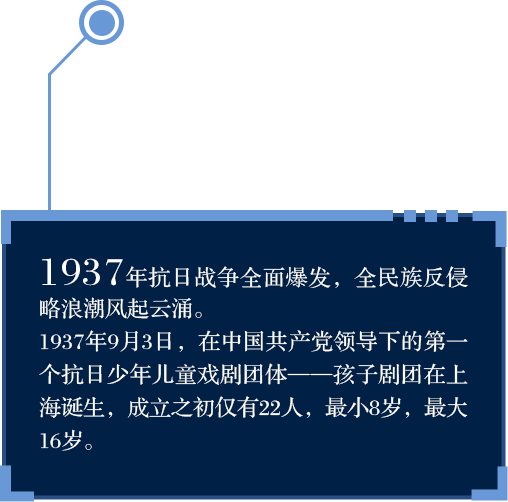 1937年抗日战争全面爆发，全民族反侵
略浪潮风起云涌。
1937年9月3日，在中国共产党领导下的第一
个抗日少年儿童戏剧团体——孩子剧团在上
海诞生，成立之初仅有22人，最小8岁，最大
16岁。